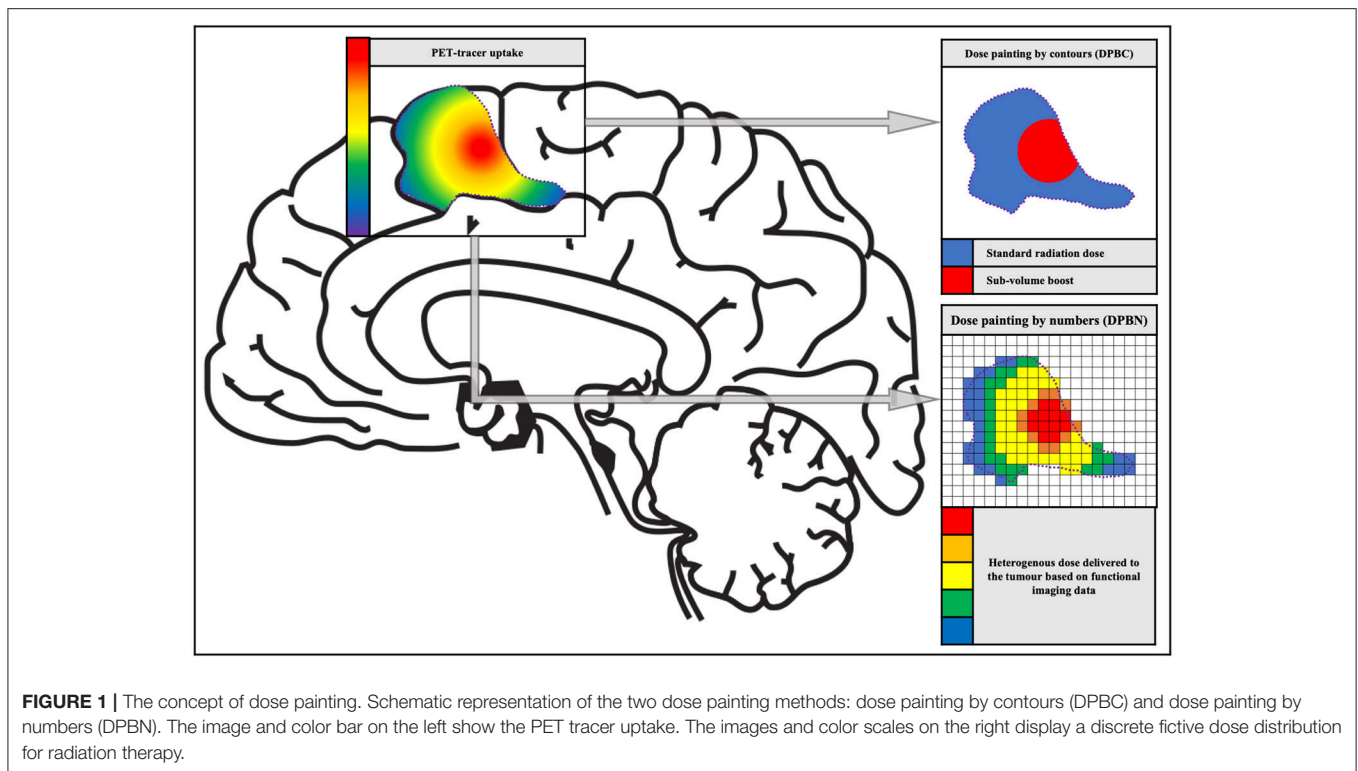 PET-tracer uptake
Dose painting by contours (DPBC)
Standard radiation dose
Sub-volume boost
Dose painting by numbers (DPBN)
Heterogenous dose delivered to
the tumour based on functional
imaging data
FIGURE 1 | The concept of dose painting. Schematic representation of the two dose painting methods: dose painting by contours (DPBC) and dose painting by
numbers (DPBN). The image and color bar on the left show the PET tracer uptake. The images and color scales on the right display a discrete fictive dose distribution
for radiation therapy.